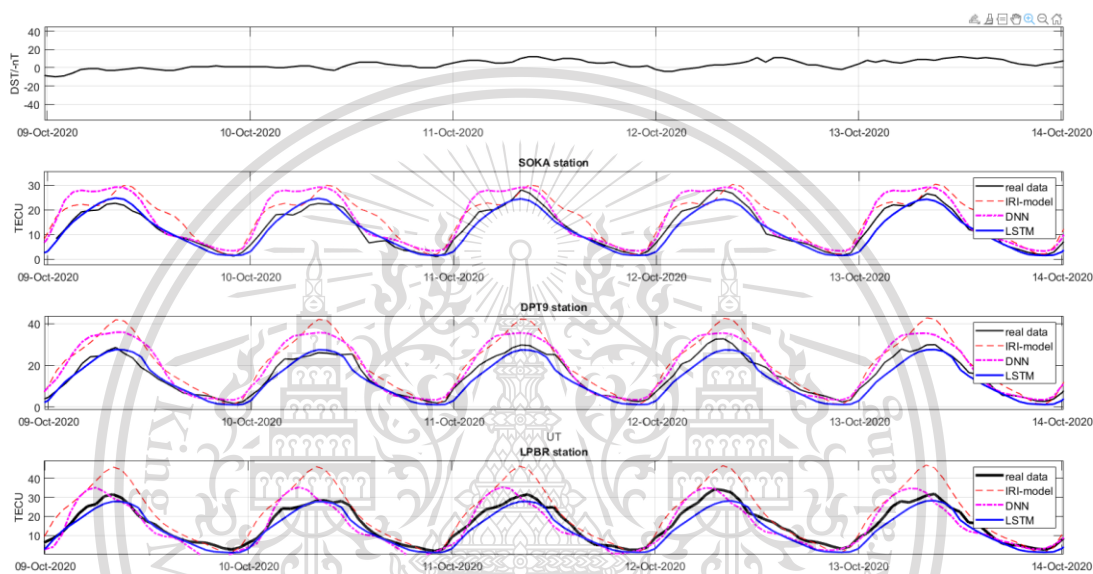 40
20
0
-20
-40
DST/-nT
09-Oct-2020 10-Oct-2020 11-Oct-2020 12-Oct-2020 13-Oct-2020 14-Oct-2020
SOKA station
30
20
10
0
TECU
real data
IRI-model
DNN
LSTM
09-Oct-2020 10-Oct-2020 11-Oct-2020 12-Oct-2020 13-Oct-2020 14-Oct-2020
DPT9 station
40
20
0
real data
IRI-model
DNN
LSTM
09-Oct-2020 10-Oct-2020 11-Oct-2020 12-Oct-2020 13-Oct-2020 14-Oct-2020
UT
LPBR station
40
30
20
10
TECU
real data
IRI-model
DNN
LSTM
09-Oct-2020 10-Oct-2020 11-Oct-2020 12-Oct-2020 13-Oct-2020 14-Oct-2020